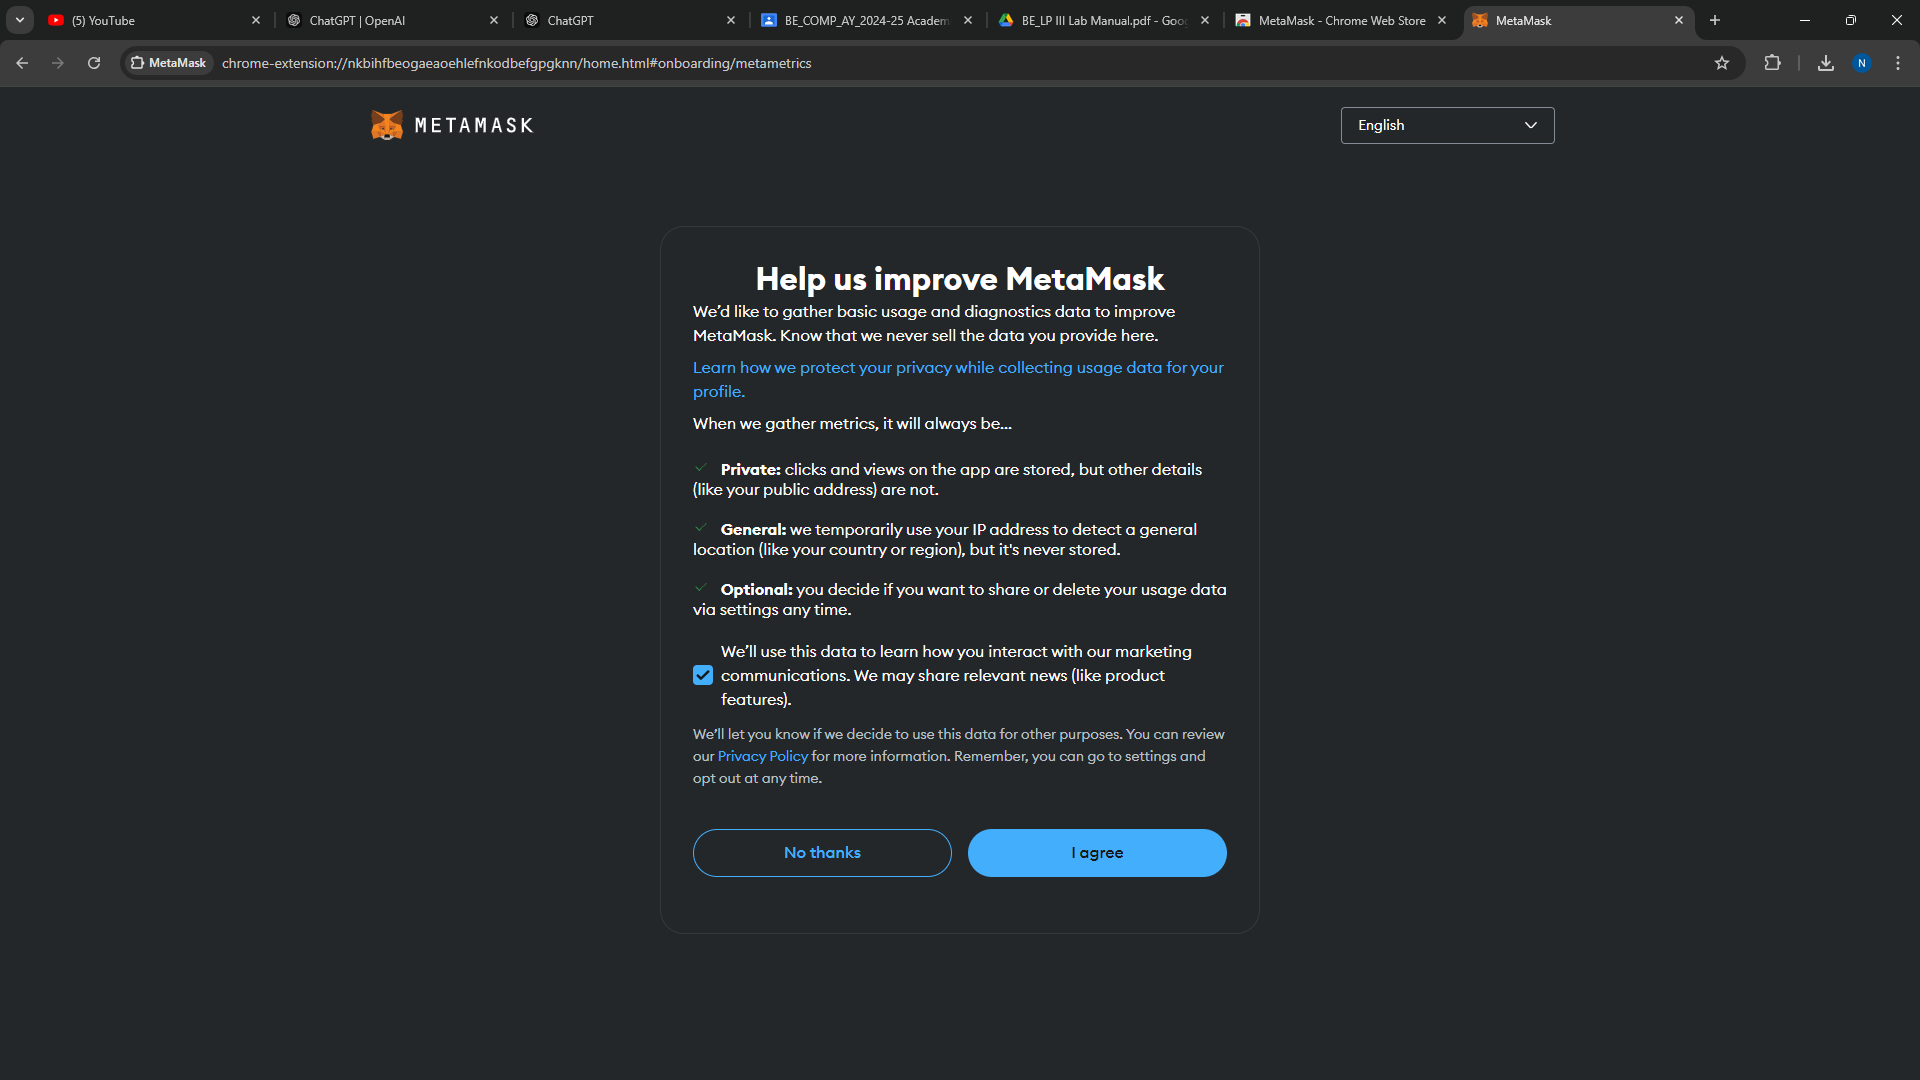 (5) YouTube
ChatGPT | OpenAI
ChatGPT
BE_COMP_AY_2024-25 Academ
BE_LP III Lab Manual.pdf - Goo
MetaMask - Chrome Web Store
MetaMask
MetaMask
chrome-extension://nkbihfbeogaeaoehlefnkodbefgpgknn/home.html#onboarding/metametrics
N
METAMASK
English
Help us improve MetaMask
We’d like to gather basic usage and diagnostics data to improve
MetaMask. Know that we never sell the data you provide here.
Learn how we protect your privacy while collecting usage data for your
profile.
When we gather metrics, it will always be...
Private: clicks and views on the app are stored, but other details
(like your public address) are not.
General: we temporarily use your IP address to detect a general
location (like your country or region), but it's never stored.
Optional: you decide if you want to share or delete your usage data
via settings any time.
We’ll use this data to learn how you interact with our marketing
communications. We may share relevant news (like product
features).
We’ll let you know if we decide to use this data for other purposes. You can review
our Privacy Policy for more information. Remember, you can go to settings and
opt out at any time.
No thanks
I agree